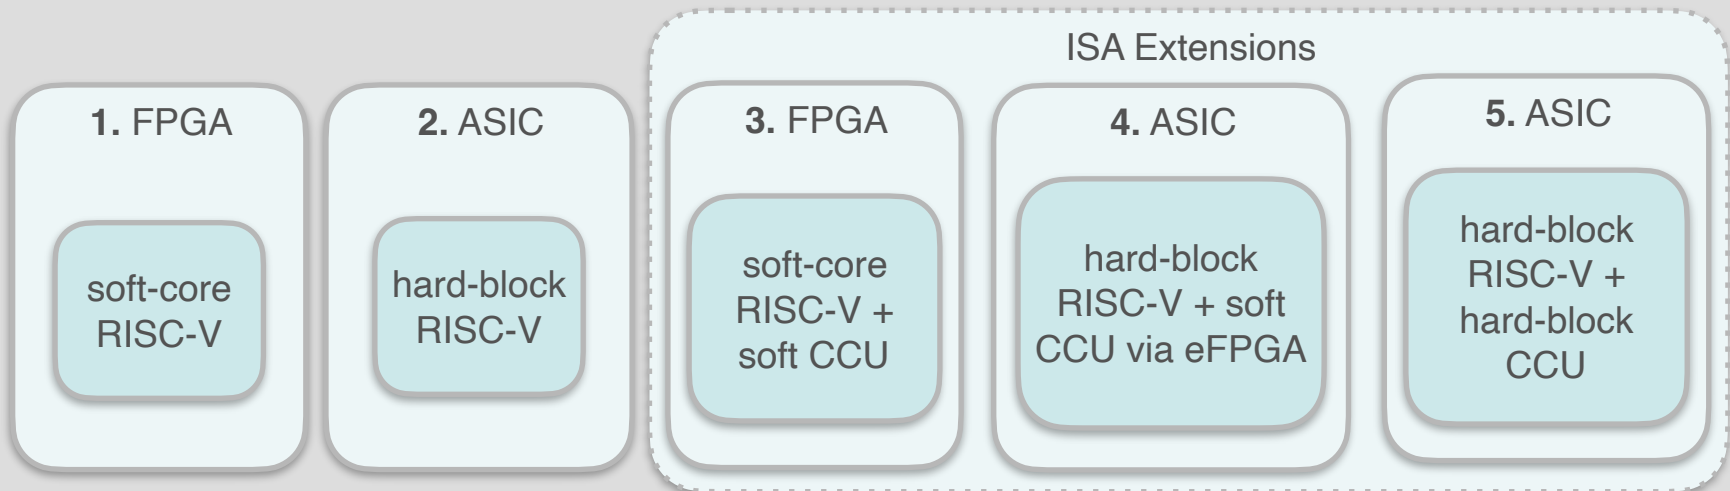 ISA Extensions
1. FPGA
soft-core
RISC-V
2. ASIC
hard-block
RISC-V
3. FPGA
soft-core
RISC-V +
soft CCU
4. ASIC
hard-block
RISC-V + soft
CCU via eFPGA
5. ASIC
hard-block
RISC-V +
hard-block
CCU